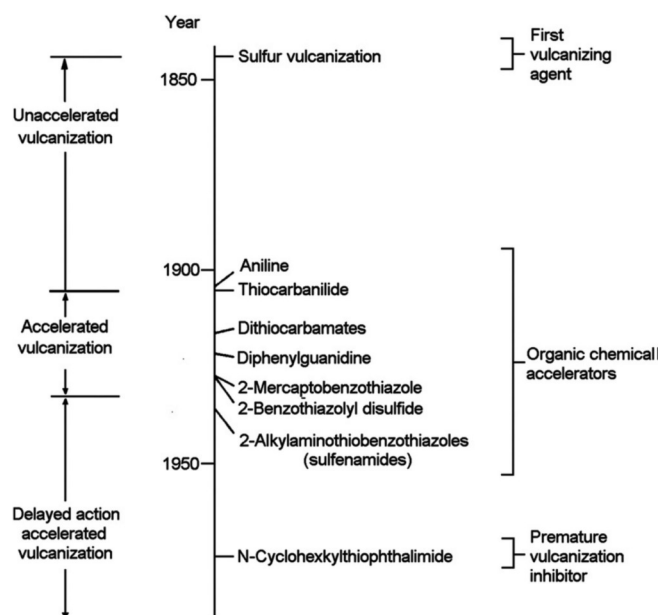 Year
Sulfur vulcanization
First
vulcanizing
agent
1850
Unaccelerated
vulcanization
1900
Aniline
Thiocarbanilide
Accelerated
vulcanization
Dithiocarbamates
Diphenylguanidine
2-Mercaptobenzothiazole
2-Benzothiazolyl disulfide
2-Alkylaminothiobenzothiazoles
(sulfenamides)
Organic chemical
accelerators
1950
Delayed action
accelerated
vulcanization
N-Cyclohexkylthiophthalimide
Premature
vulcanization
inhibitor